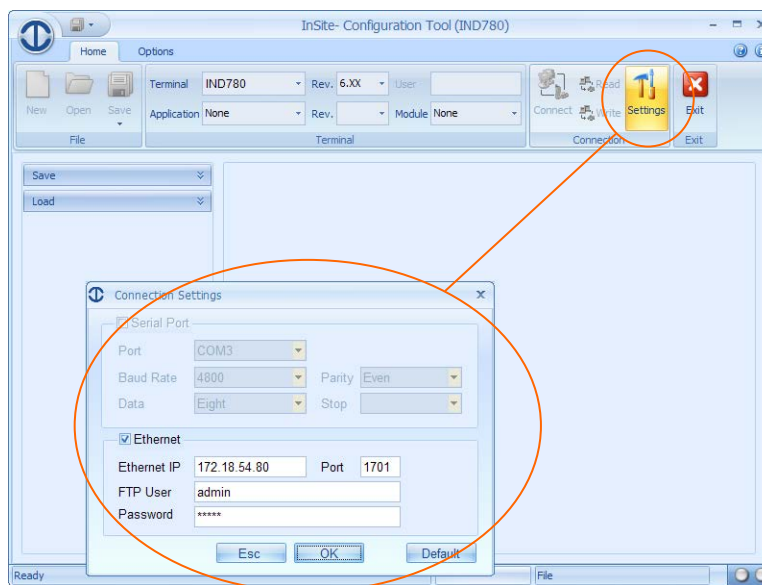 InSite- Configuration Tool (IND780)
Home Options
New Open Save
File
Terminal IND780 Rev. 6.XX User
Application None Rev. Module None
Terminal
Connect Read Write Settings
Connection
Exit
Exit
Save
Load
Connection Settings
Serial Port
Port COM3
Baud Rate 4800 Parity Even
Data Eight Stop
Ethernet
Ethernet IP 172.18.54.80 Port 1701
FTP User admin
Password *****
Esc OK Default
Ready File